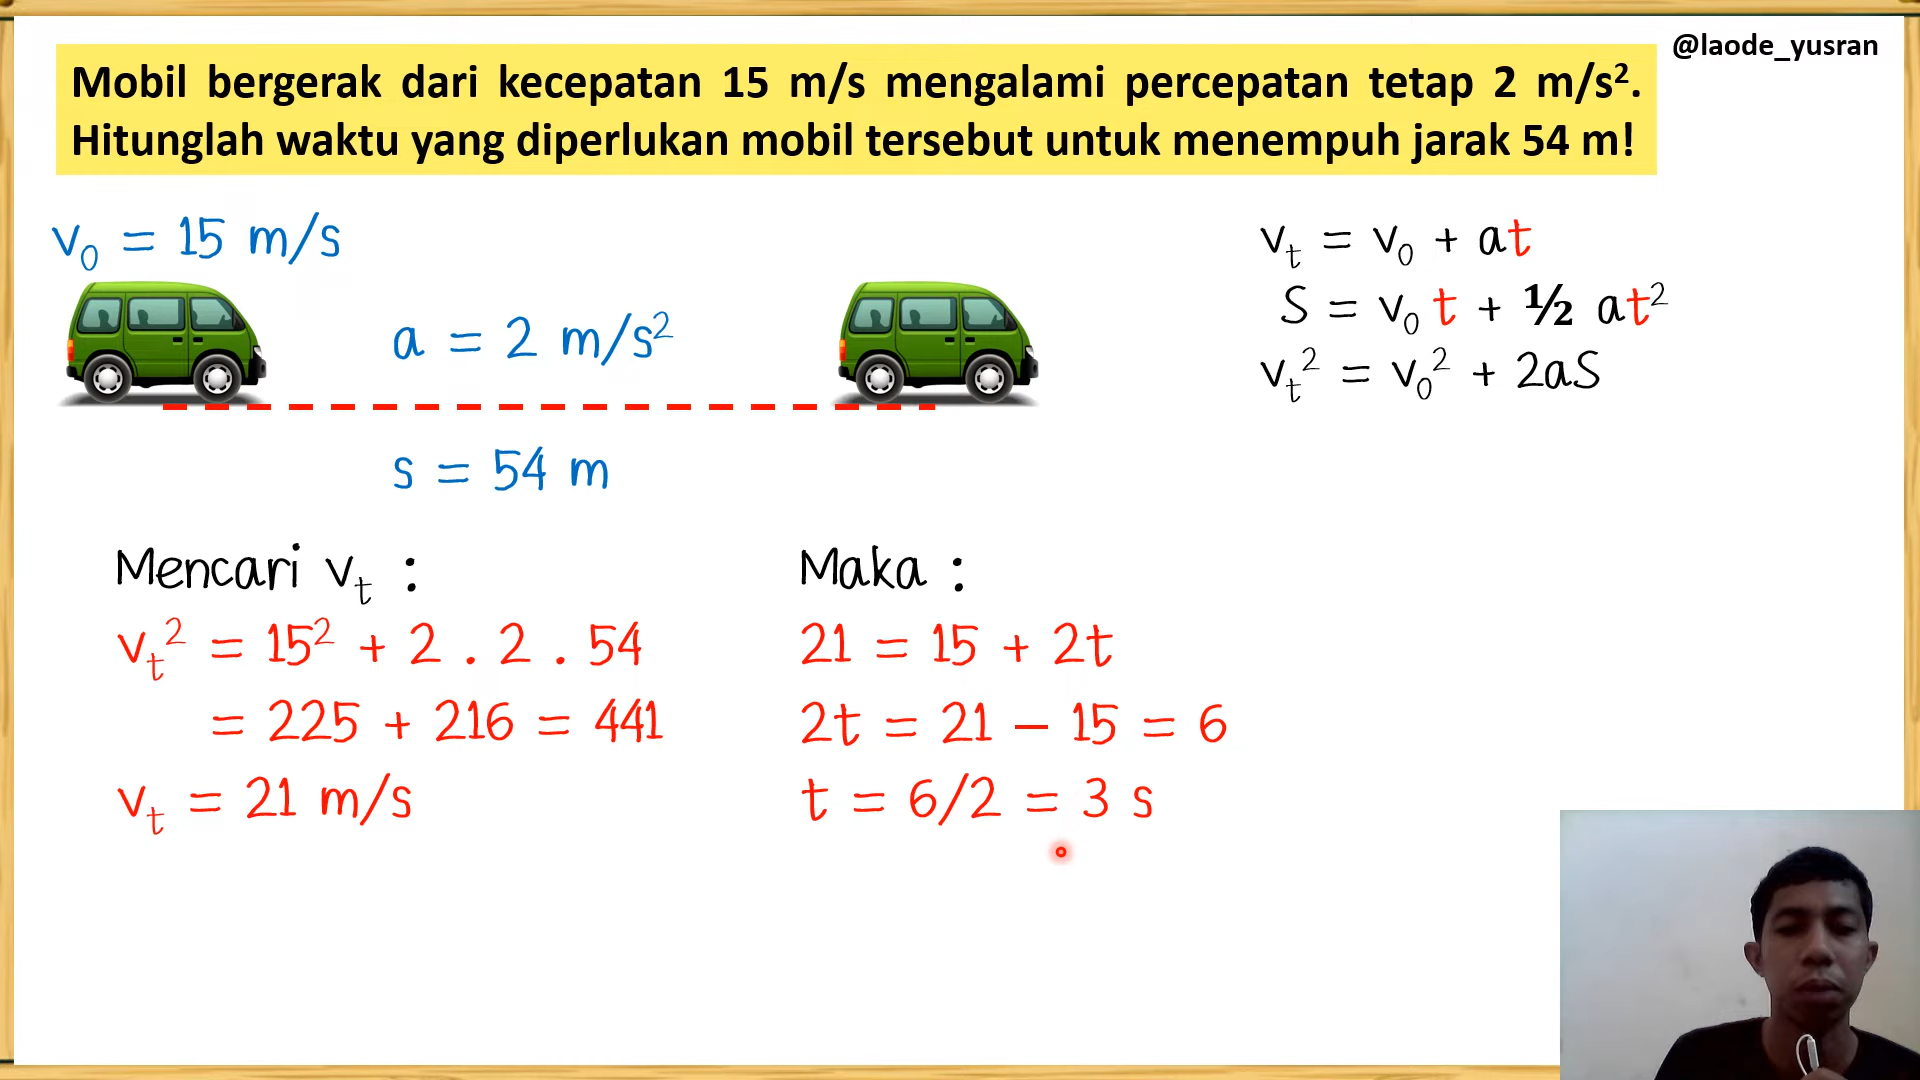 @laode_yusran
Mobil bergerak dari kecepatan 15 m/s mengalami percepatan tetap 2 m/s².
Hitunglah waktu yang diperlukan mobil tersebut untuk menempuh jarak 54 m!
v₀ = 15 m/s
a = 2 m/s²
s = 54 m
vₜ = v₀ + at
S = v₀ t + ½ at²
vₜ² = v₀² + 2aS
Mencari vₜ :
vₜ² = 15² + 2 . 2 . 54
= 225 + 216 = 441
vₜ = 21 m/s
Maka :
21 = 15 + 2t
2t = 21 – 15 = 6
t = 6/2 = 3 s